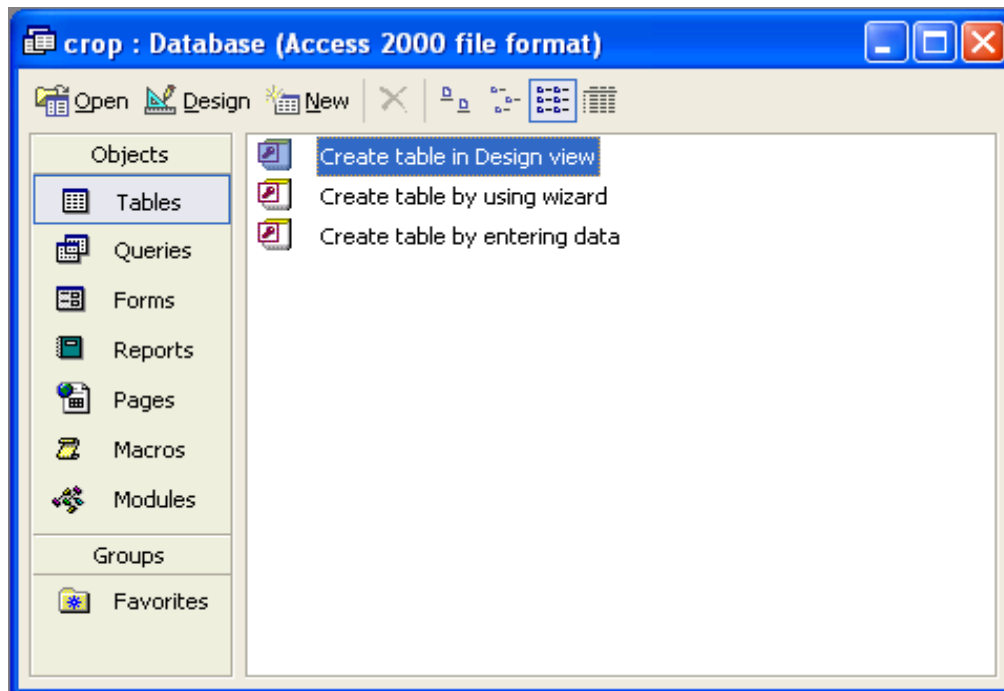 crop : Database (Access 2000 file format)
Open Design New
Objects
Tables
Queries
Forms
Reports
Pages
Macros
Modules
Groups
Favorites
Create table in Design view
Create table by using wizard
Create table by entering data